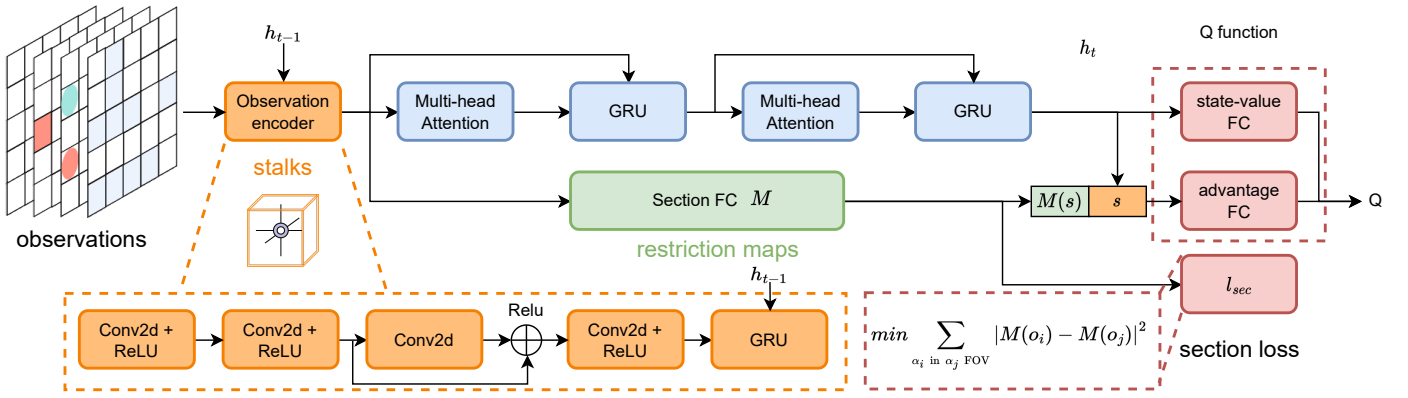 Q function
h_{t-1}
h_t
Observation
encoder
Multi-head
Attention
GRU
Multi-head
Attention
GRU
state-value
FC
stalks
Section FC M
M(s) s
advantage
FC
Q
observations
restriction maps
h_{t-1}
l_{sec}
Relu
Conv2d +
ReLU
Conv2d +
ReLU
Conv2d
Conv2d +
ReLU
GRU
min \sum_{α_i in α_j FOV} |M(o_i) − M(o_j)|^2
section loss